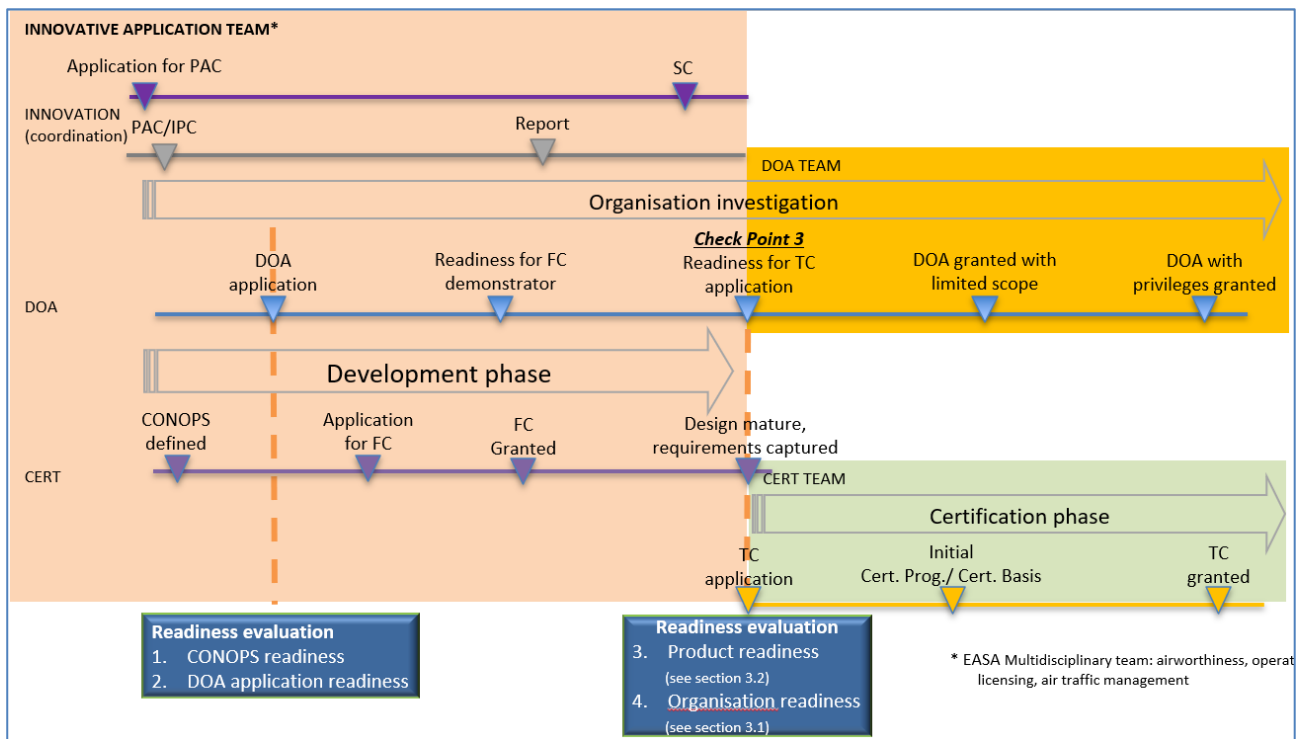 INNOVATIVE APPLICATION TEAM*
Application for PAC
SC
INNOVATION
(coordination)
PAC/IPC
Report
DOA TEAM
Organisation investigation
Check Point 3
DOA
application
Readiness for FC
demonstrator
Readiness for TC
application
DOA granted with
limited scope
DOA with
privileges granted
DOA
Development phase
CONOPS
defined
Application
for FC
FC
Granted
Design mature,
requirements captured
CERT
CERT TEAM
Certification phase
TC
application
Initial
Cert. Prog./ Cert. Basis
TC
granted
Readiness evaluation
1. CONOPS readiness
2. DOA application readiness
Readiness evaluation
3. Product readiness
(see section 3.2)
4. Organisation readiness
(see section 3.1)
* EASA Multidisciplinary team: airworthiness, operat
licensing, air traffic management